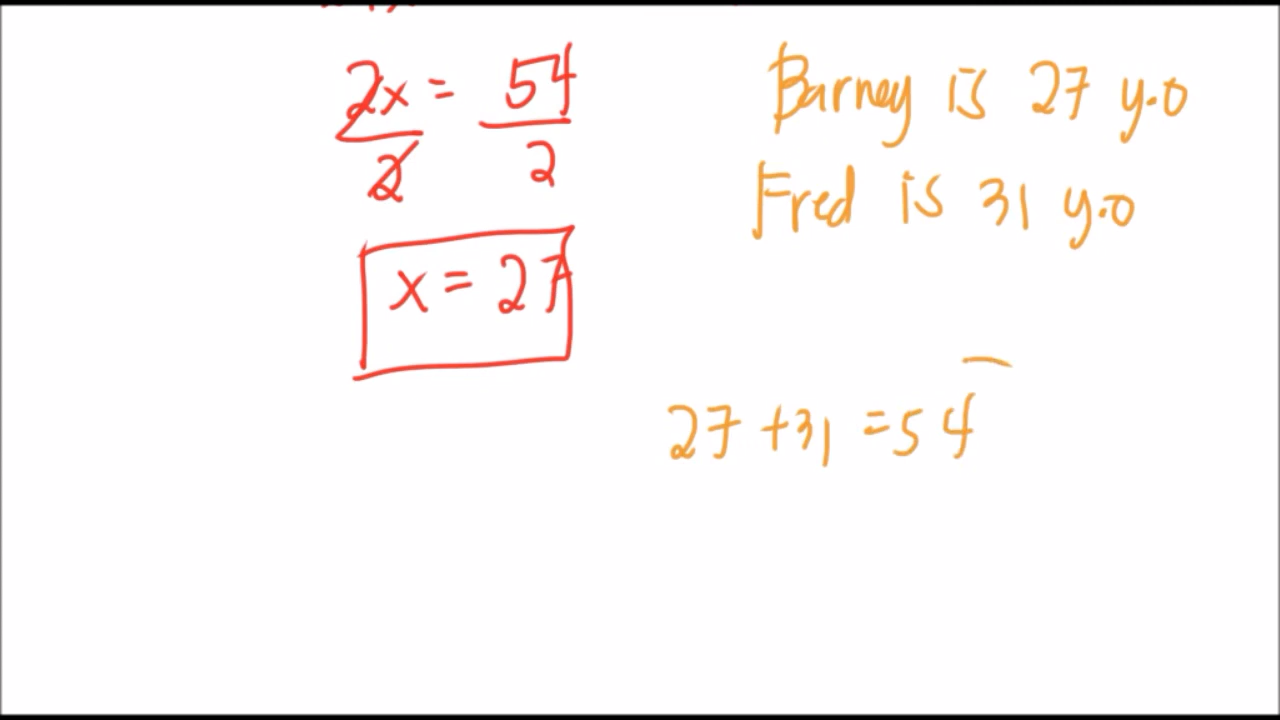 2x = 54
2 2
x = 27
Barney is 27 y.o
Fred is 31 y.o
27 + 31 = 54